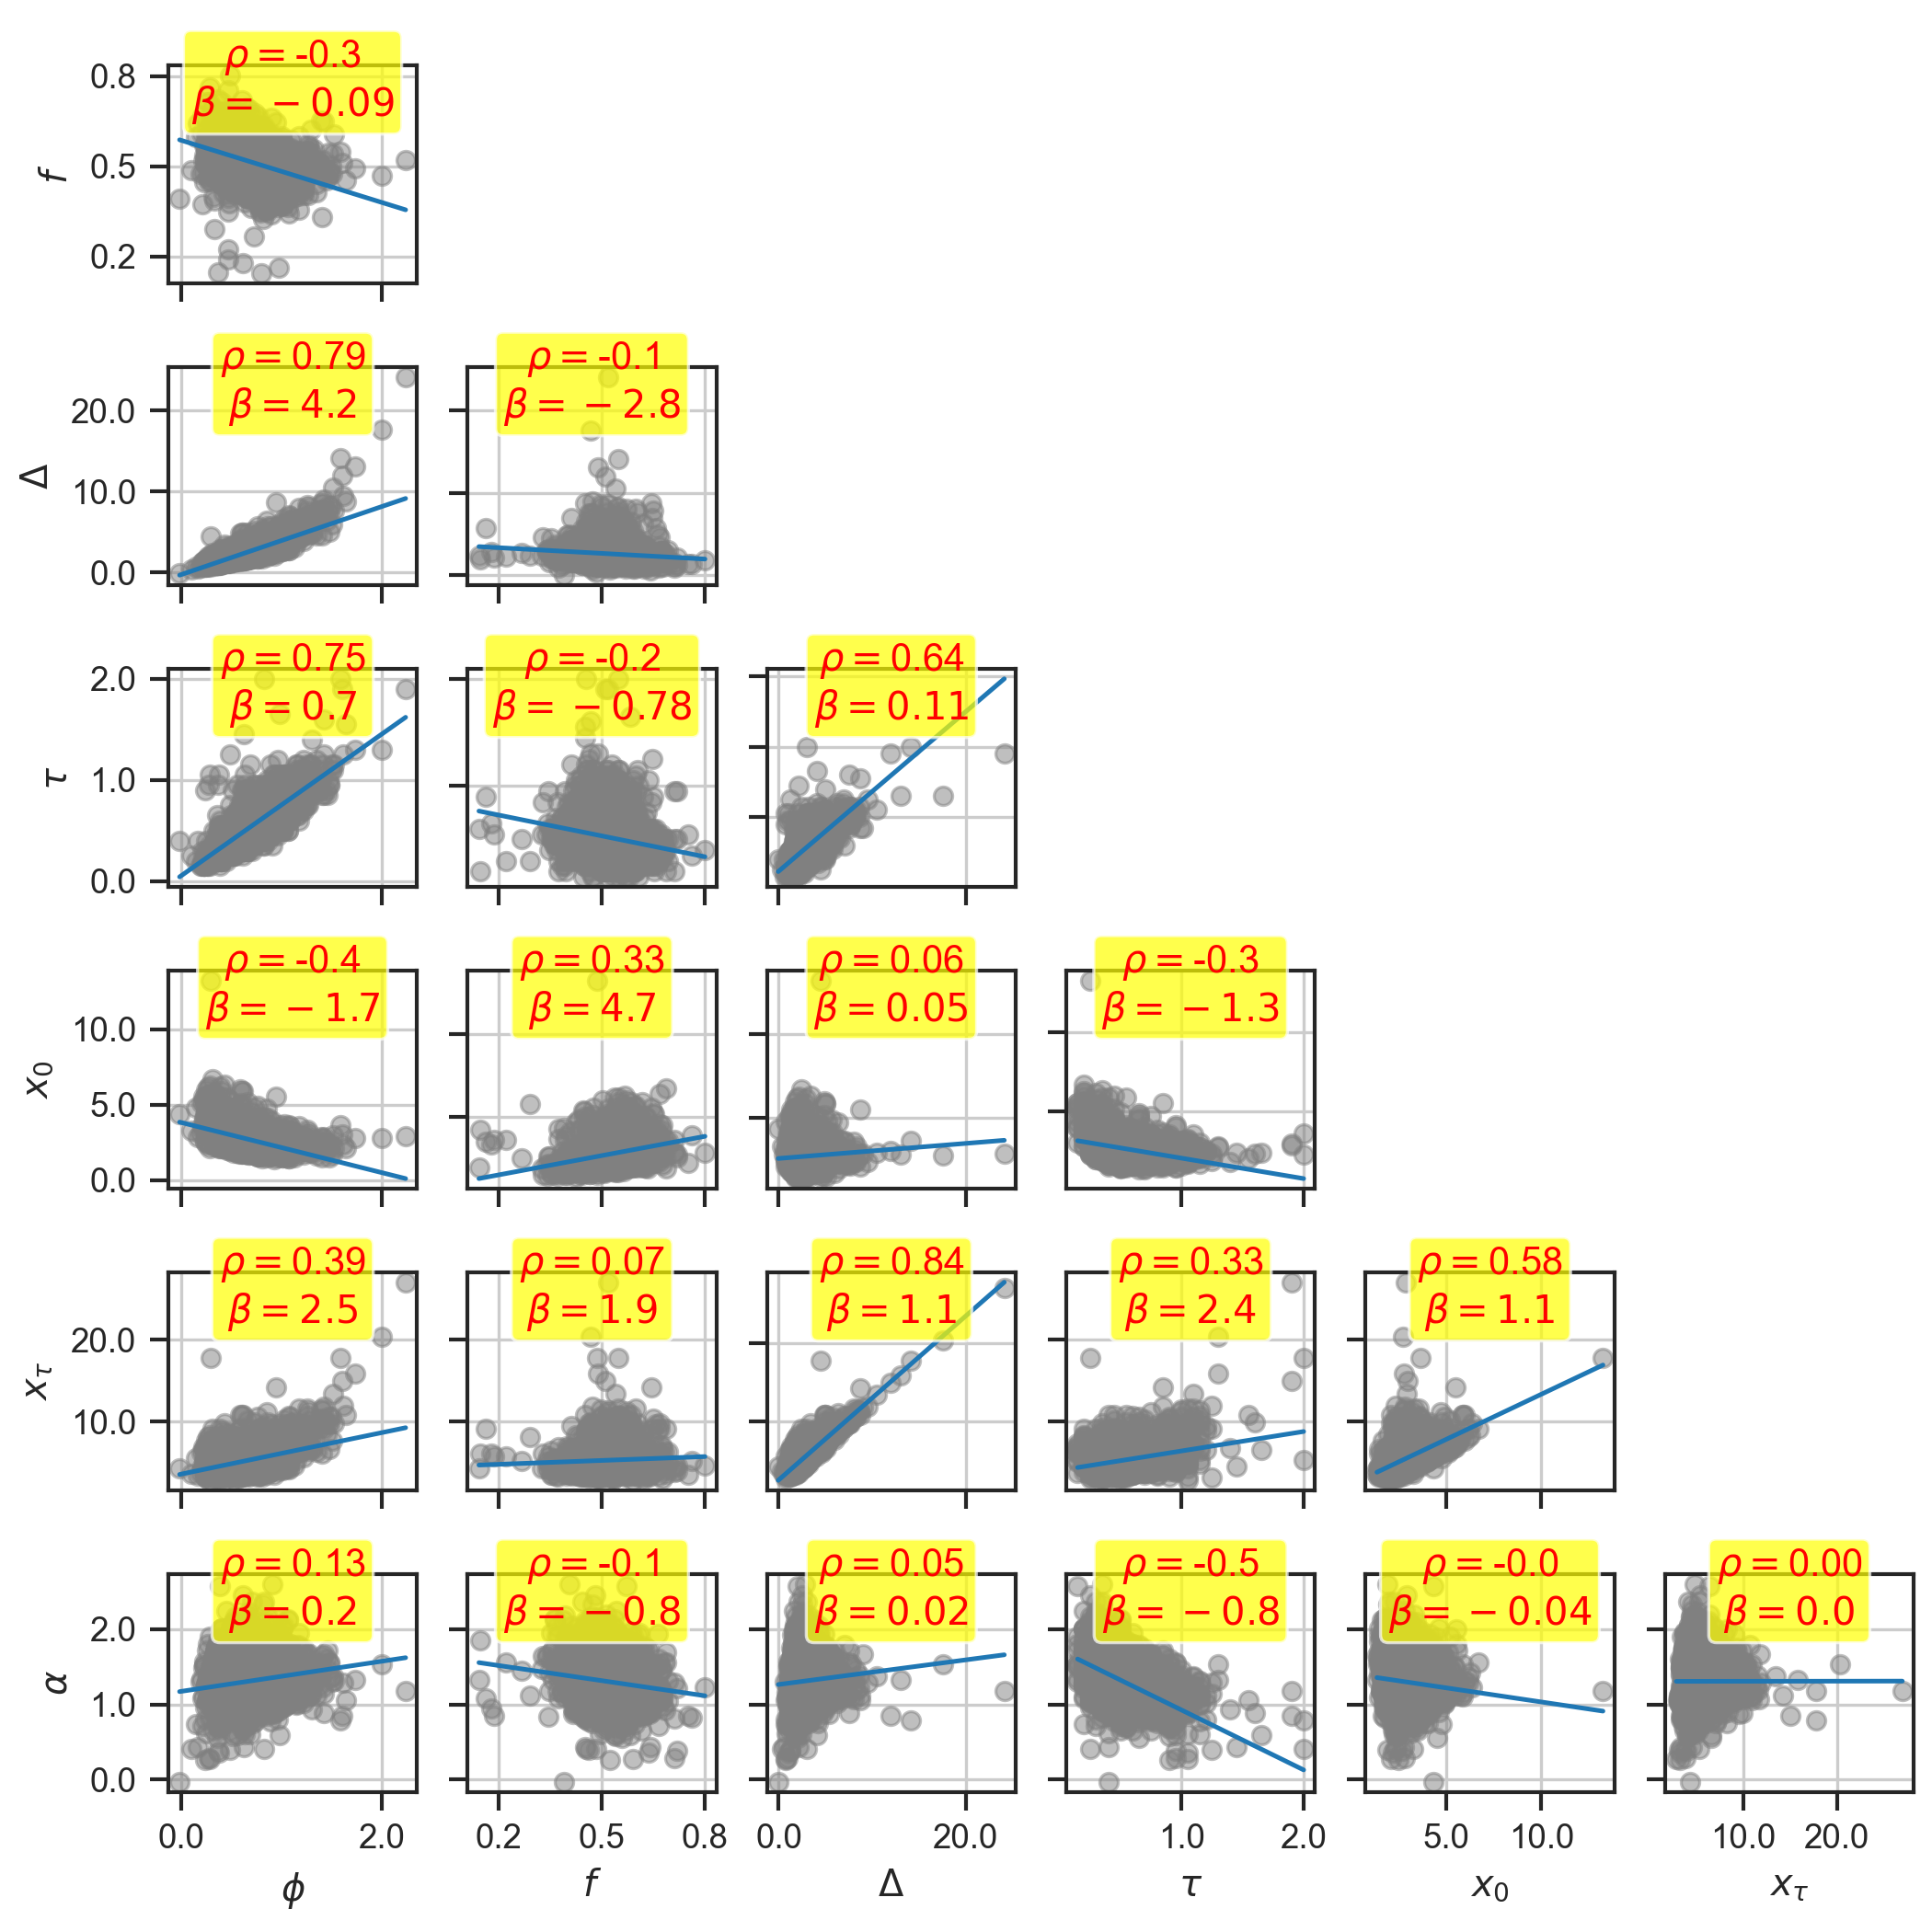 ρ = -0.3
β = − 0.09
0.8
0.5
0.2
f
ρ = 0.79
β = 4.2
ρ = -0.1
β = − 2.8
20.0
10.0
0.0
Δ
ρ = 0.75
β = 0.7
ρ = -0.2
β = − 0.78
ρ = 0.64
β = 0.11
2.0
1.0
0.0
τ
ρ = -0.4
β = − 1.7
ρ = 0.33
β = 4.7
ρ = 0.06
β = 0.05
ρ = -0.3
β = − 1.3
10.0
5.0
0.0
x₀
ρ = 0.39
β = 2.5
ρ = 0.07
β = 1.9
ρ = 0.84
β = 1.1
ρ = 0.33
β = 2.4
ρ = 0.58
β = 1.1
20.0
10.0
x_τ
ρ = 0.13
β = 0.2
ρ = -0.1
β = − 0.8
ρ = 0.05
β = 0.02
ρ = -0.5
β = − 0.8
ρ = -0.0
β = − 0.04
ρ = 0.00
β = 0.0
2.0
1.0
0.0
α
0.0 2.0 0.2 0.5 0.8 0.0 20.0 1.0 2.0 5.0 10.0 10.0 20.0
ϕ f Δ τ x₀ x_τ